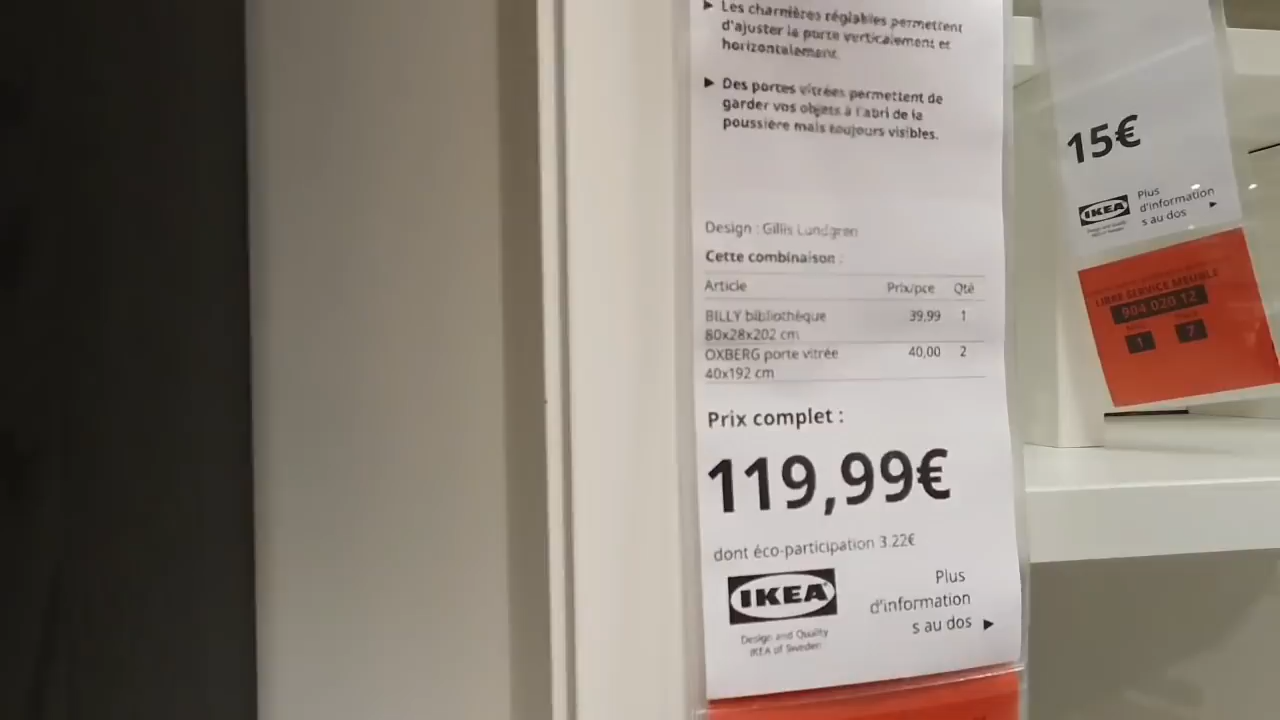 ▶ Les charnières réglables permettent
d'ajuster la porte verticalement et
horizontalement.
▶ Des portes vitrées permettent de
garder vos objets à l'abri de la
poussière mais toujours visibles.
Design : Gillis Lundgren
Cette combinaison :
Article Prix/pce Qté
BILLY bibliothèque 39,99 1
80x28x202 cm
OXBERG porte vitrée 40,00 2
40x192 cm
Prix complet :
119,99€
dont éco-participation 3.22€
IKEA
Design and Quality
IKEA of Sweden
Plus
d'information
s au dos ▶
15€
IKEA
Plus
d'information
s au dos ▶
LIBRE SERVICE MEUBLE
904 020 12
1 7